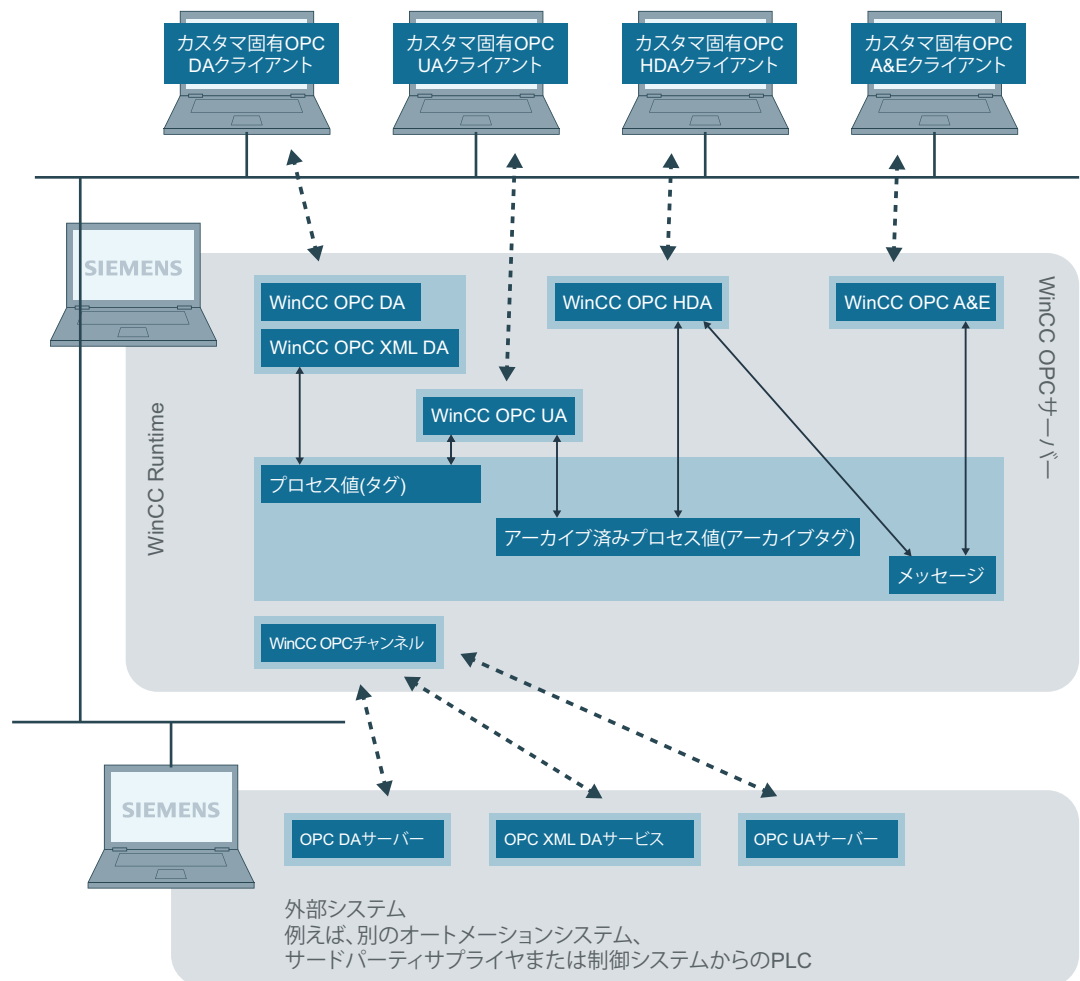 カスタマ固有OPC
DAクライアント
カスタマ固有OPC
UAクライアント
カスタマ固有OPC
HDAクライアント
カスタマ固有OPC
A&Eクライアント
SIEMENS
WinCC OPC DA
WinCC OPC XML DA
WinCC OPC HDA
WinCC OPC A&E
WinCC OPCサーバー
WinCC OPC UA
WinCC Runtime
プロセス値(タグ)
アーカイブ済みプロセス値(アーカイブタグ)
メッセージ
WinCC OPCチャンネル
SIEMENS
OPC DAサーバー
OPC XML DAサービス
OPC UAサーバー
外部システム
例えば、別のオートメーションシステム、
サードパーティサプライヤまたは制御システムからのPLC